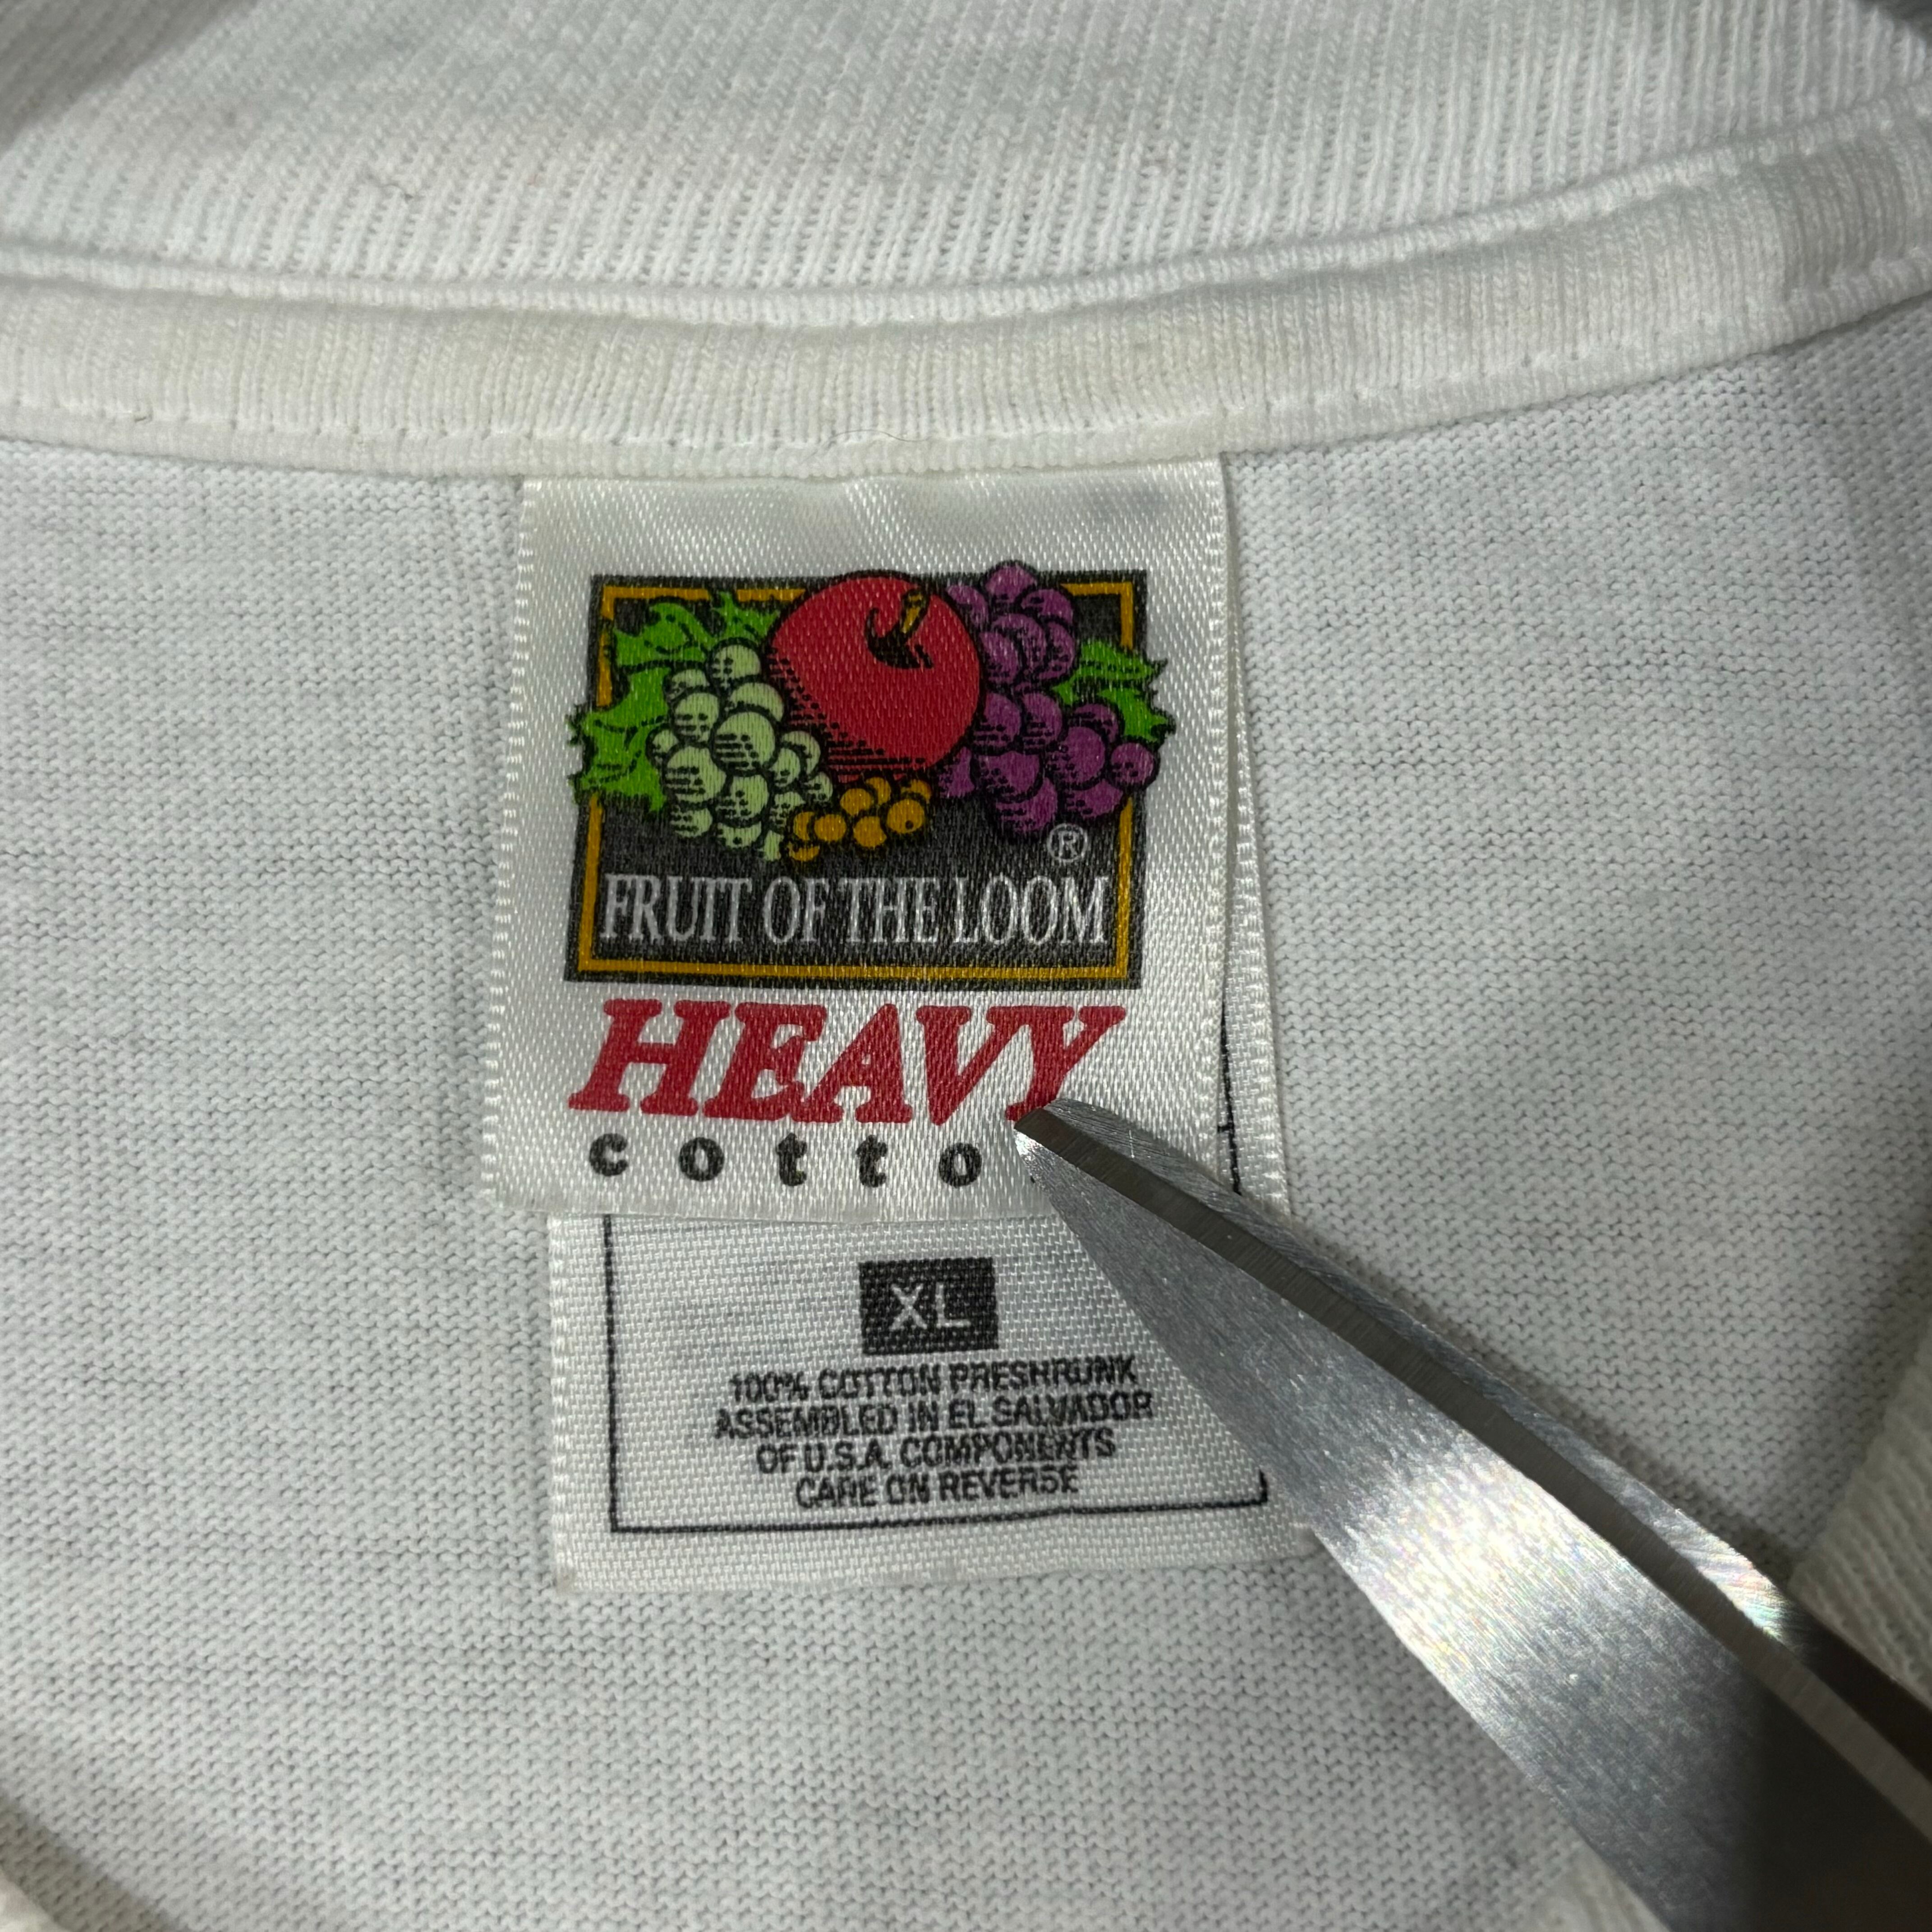 ®
FRUIT OF THE LOOM
HEAVY
cotto
XL
100% COTTON PRESHRUNK
ASSEMBLED IN EL SALVADOR
OF U.S.A. COMPONENTS
CARE ON REVERSE